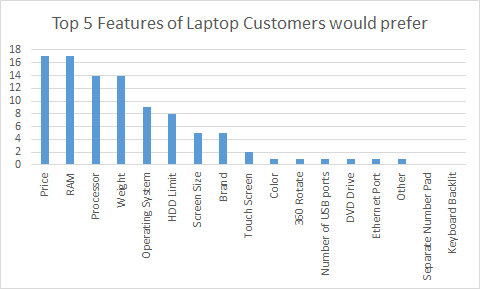 Top 5 Features of Laptop Customers would prefer
18
16
14
12
10
8
6
4
2
0
Price
RAM
Processor
Weight
Operating System
HDD Limit
Screen Size
Brand
Touch Screen
Color
360 Rotate
Number of USB ports
DVD Drive
Ethernet Port
Other
Separate Number Pad
Keyboard Backlit